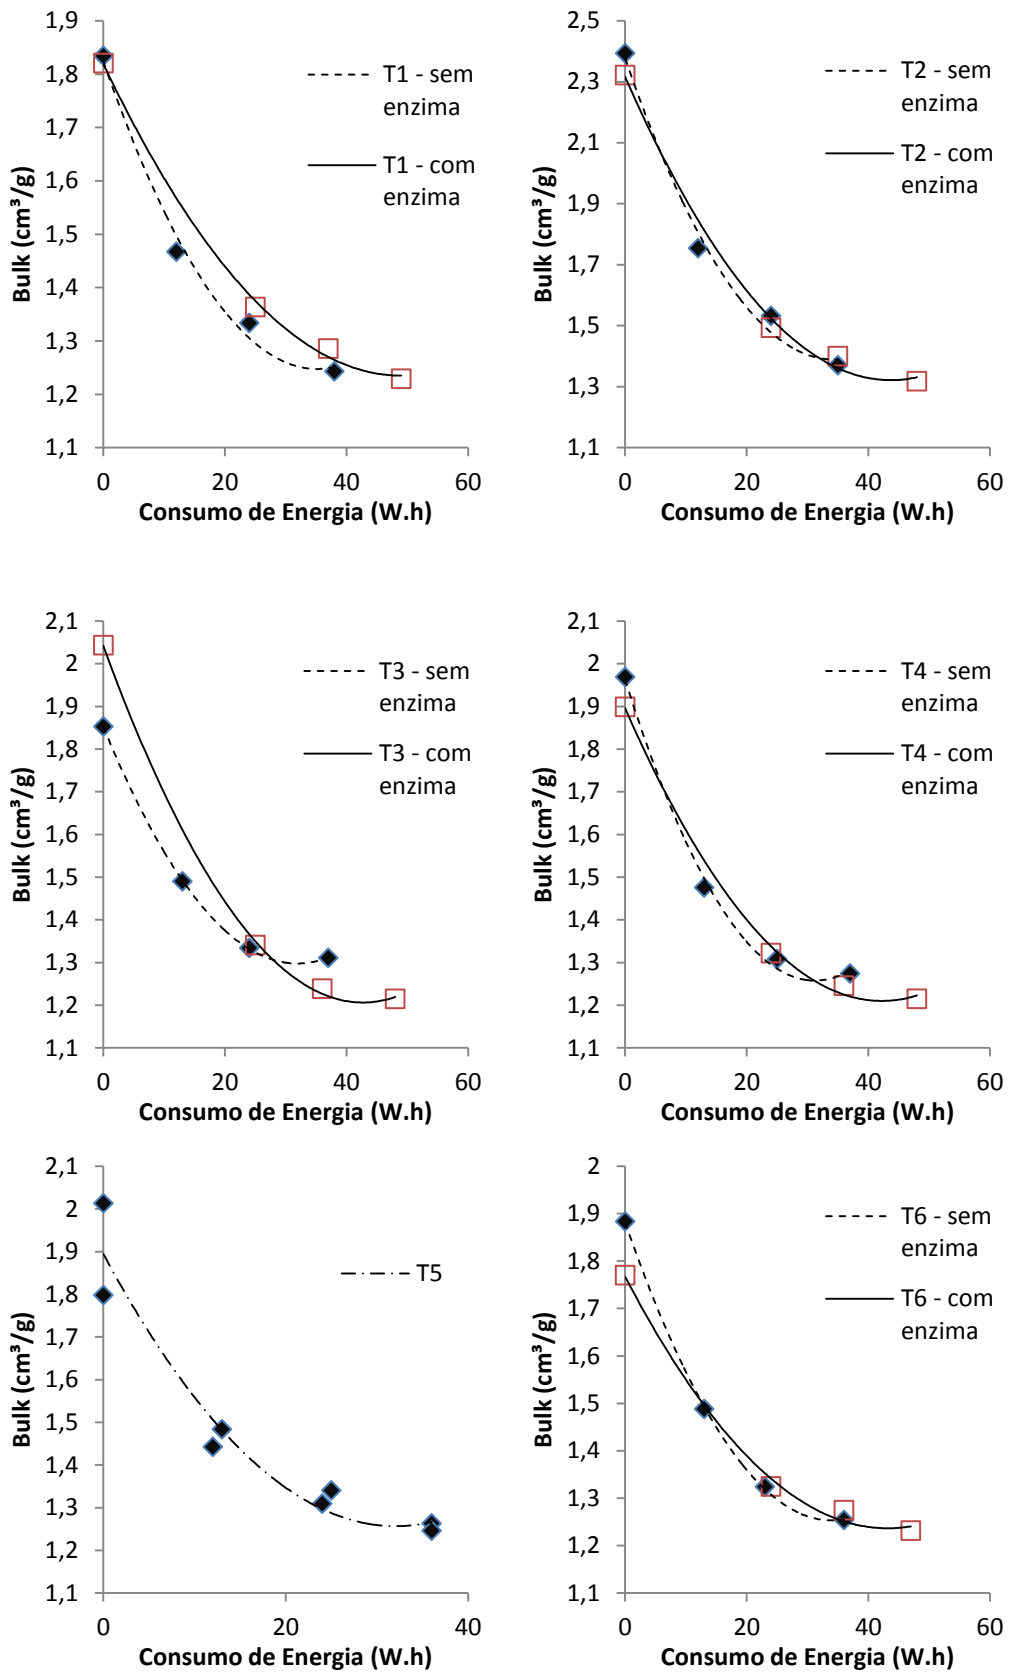 1,9
1,8
1,7
1,6
1,5
1,4
1,3
1,2
1,1
Bulk (cm³/g)
T1 - sem
enzima
T1 - com
enzima
0 20 40 60
Consumo de Energia (W.h)
2,5
2,3
2,1
1,9
1,7
1,5
1,3
1,1
Bulk (cm³/g)
T2 - sem
enzima
T2 - com
enzima
0 20 40 60
Consumo de Energia (W.h)
2,1
2
1,9
1,8
1,7
1,6
1,5
1,4
1,3
1,2
1,1
Bulk (cm³/g)
T3 - sem
enzima
T3 - com
enzima
0 20 40 60
Consumo de Energia (W.h)
2,1
2
1,9
1,8
1,7
1,6
1,5
1,4
1,3
1,2
1,1
Bulk (cm³/g)
T4 - sem
enzima
T4 - com
enzima
0 20 40 60
Consumo de Energia (W.h)
2,1
2
1,9
1,8
1,7
1,6
1,5
1,4
1,3
1,2
1,1
Bulk (cm³/g)
T5
0 20 40
Consumo de Energia (W.h)
2
1,9
1,8
1,7
1,6
1,5
1,4
1,3
1,2
1,1
Bulk (cm³/g)
T6 - sem
enzima
T6 - com
enzima
0 20 40 60
Consumo de Energia (W.h)